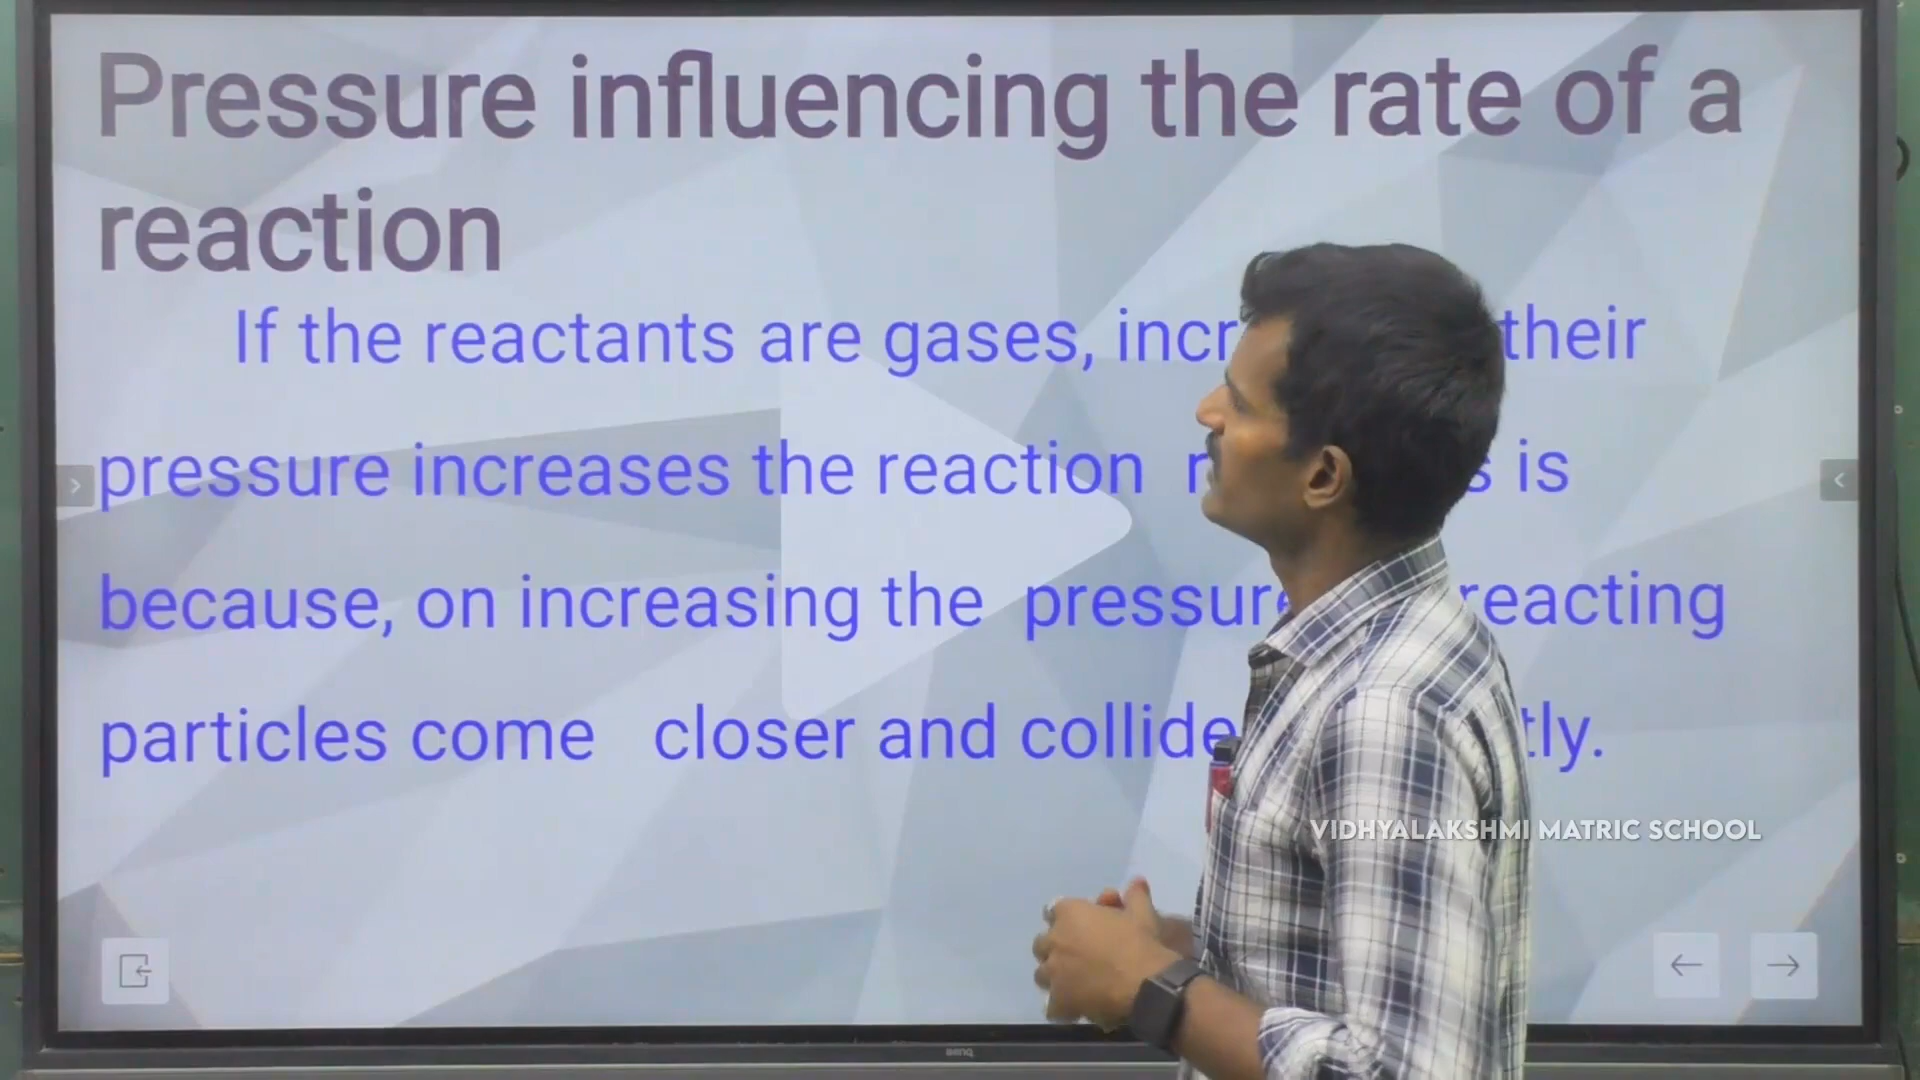 Pressure influencing the rate of a
reaction
If the reactants are gases, incr their
pressure increases the reaction r s is
because, on increasing the pressure reacting
particles come closer and collide tly.
VIDHYALAKSHMI MATRIC SCHOOL
BenQ